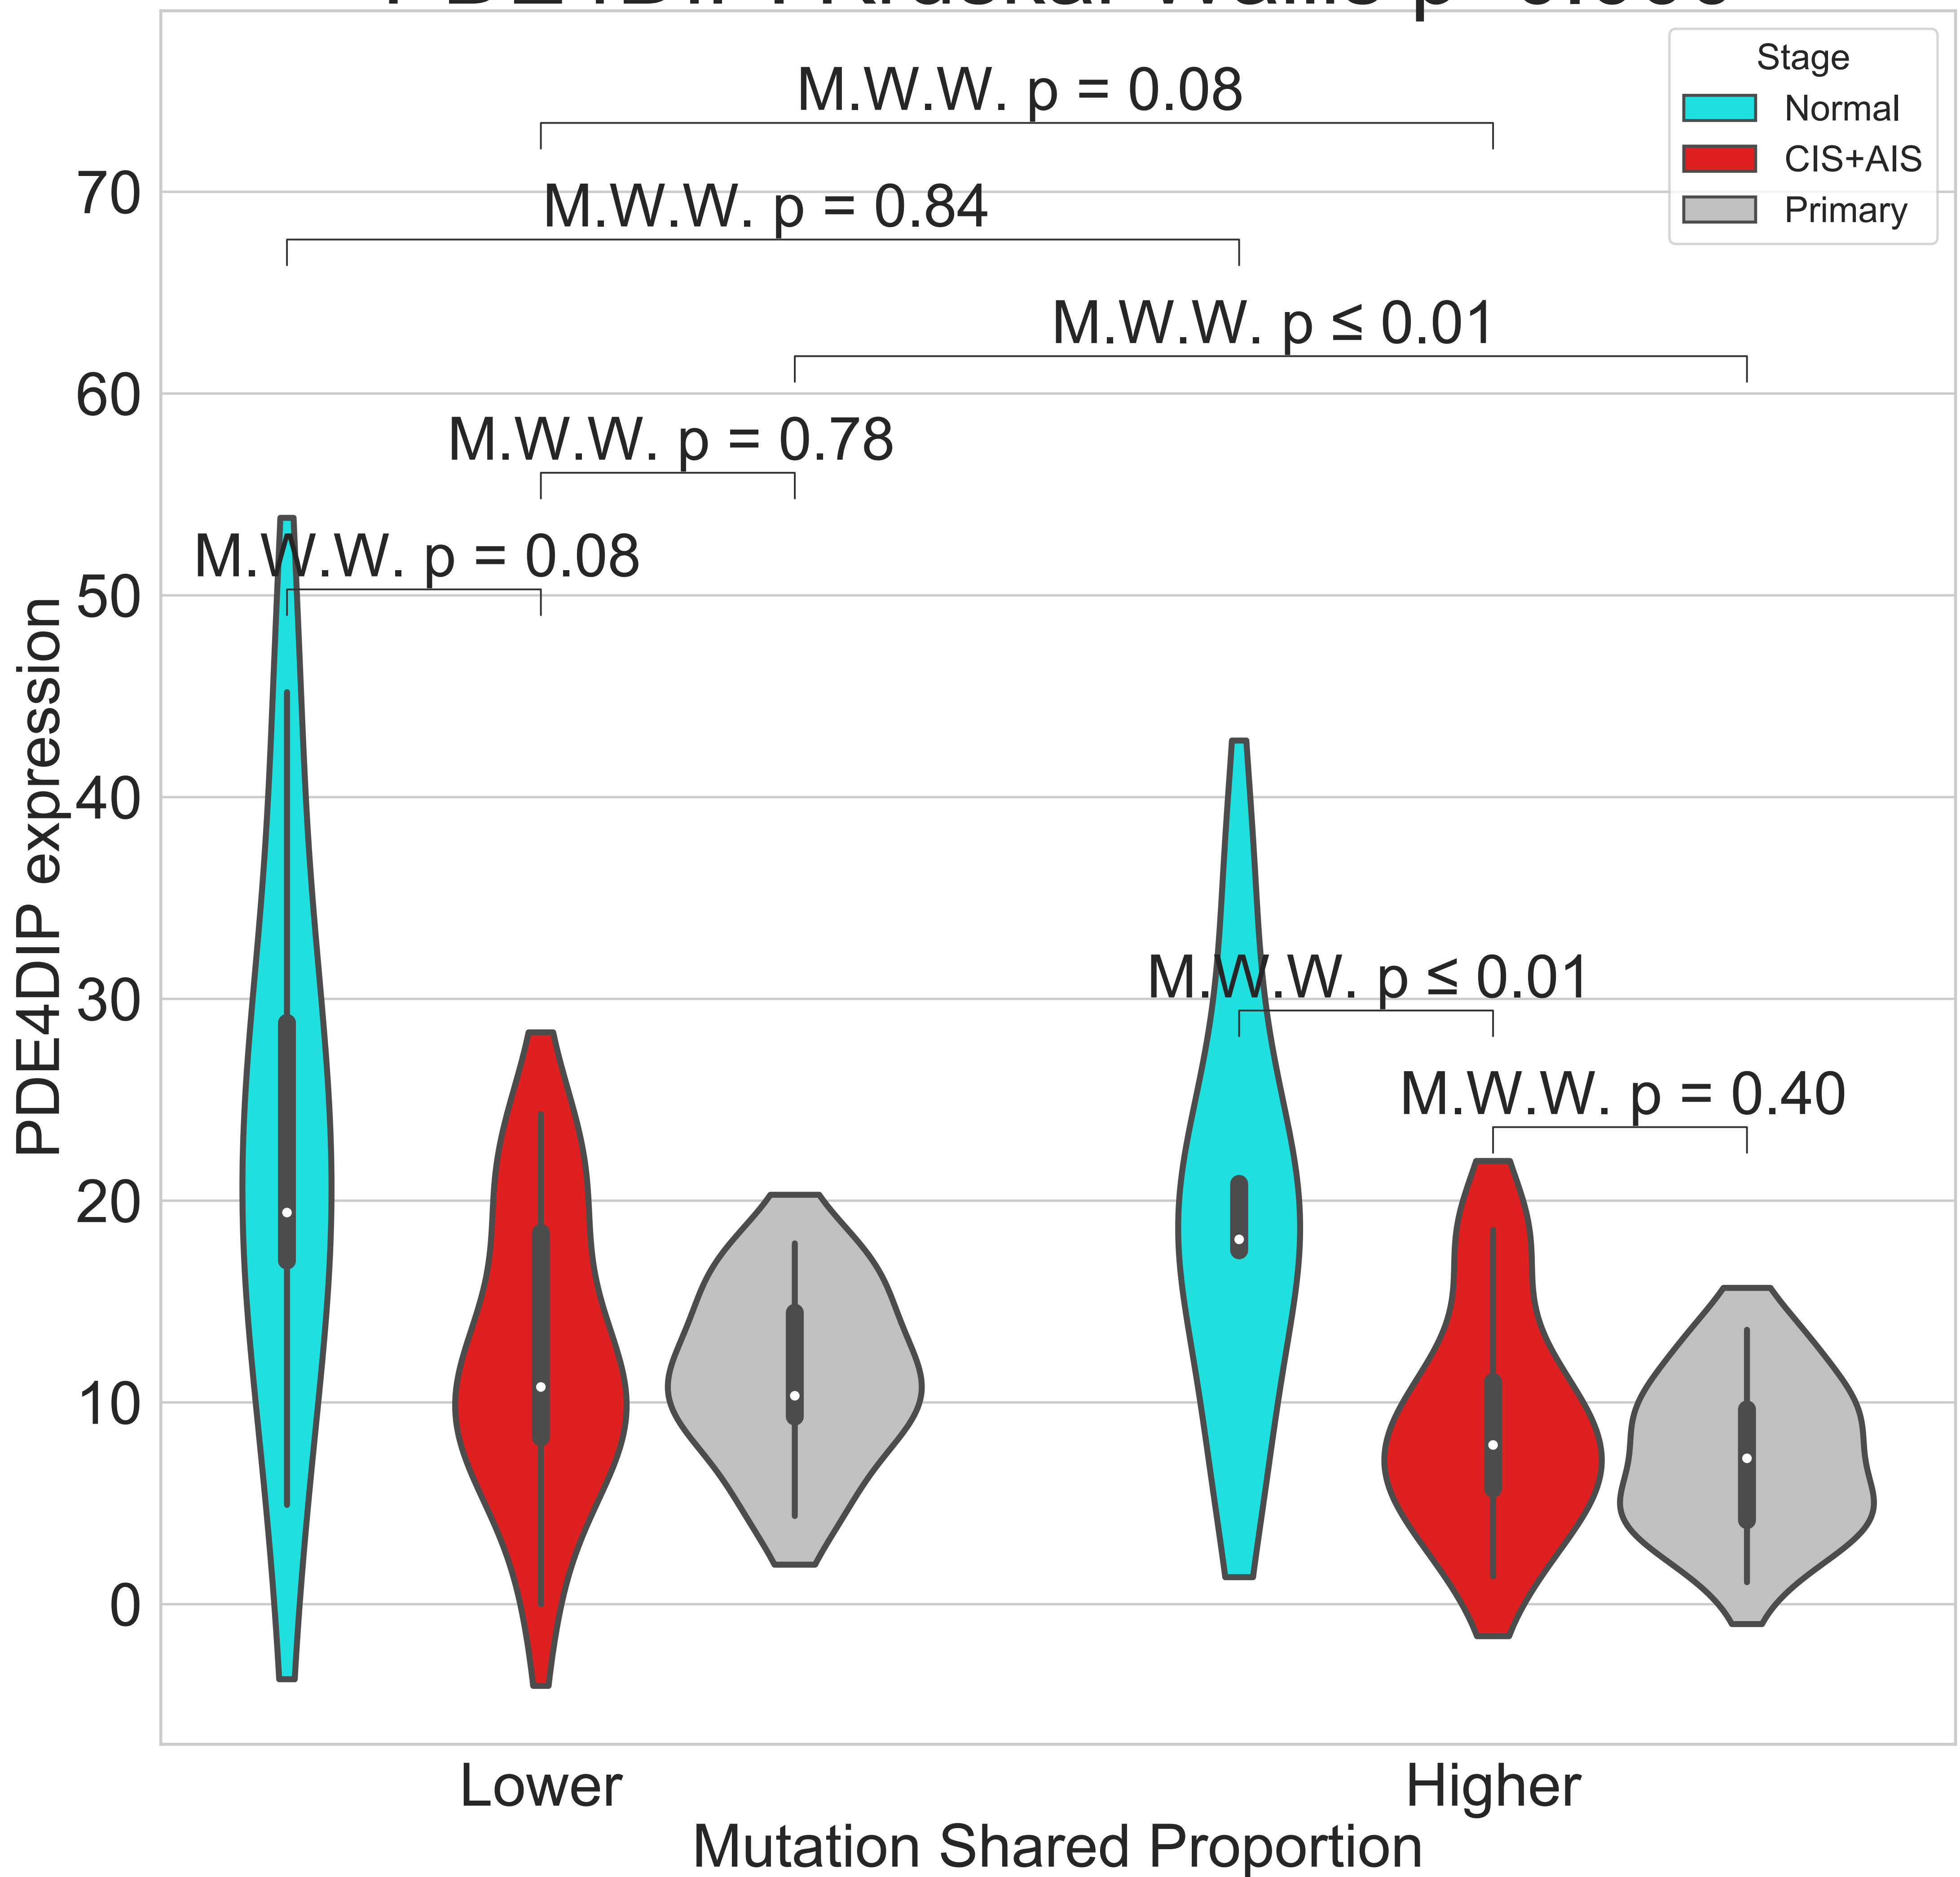 M.W.W. p = 0.08
M.W.W. p = 0.84
M.W.W. p ≤ 0.01
M.W.W. p = 0.78
M.W.W. p = 0.08
M.W.W. p ≤ 0.01
M.W.W. p = 0.40
Stage
Normal
CIS+AIS
Primary
PDE4DIP expression
70
60
50
40
30
20
10
0
Lower
Higher
Mutation Shared Proportion